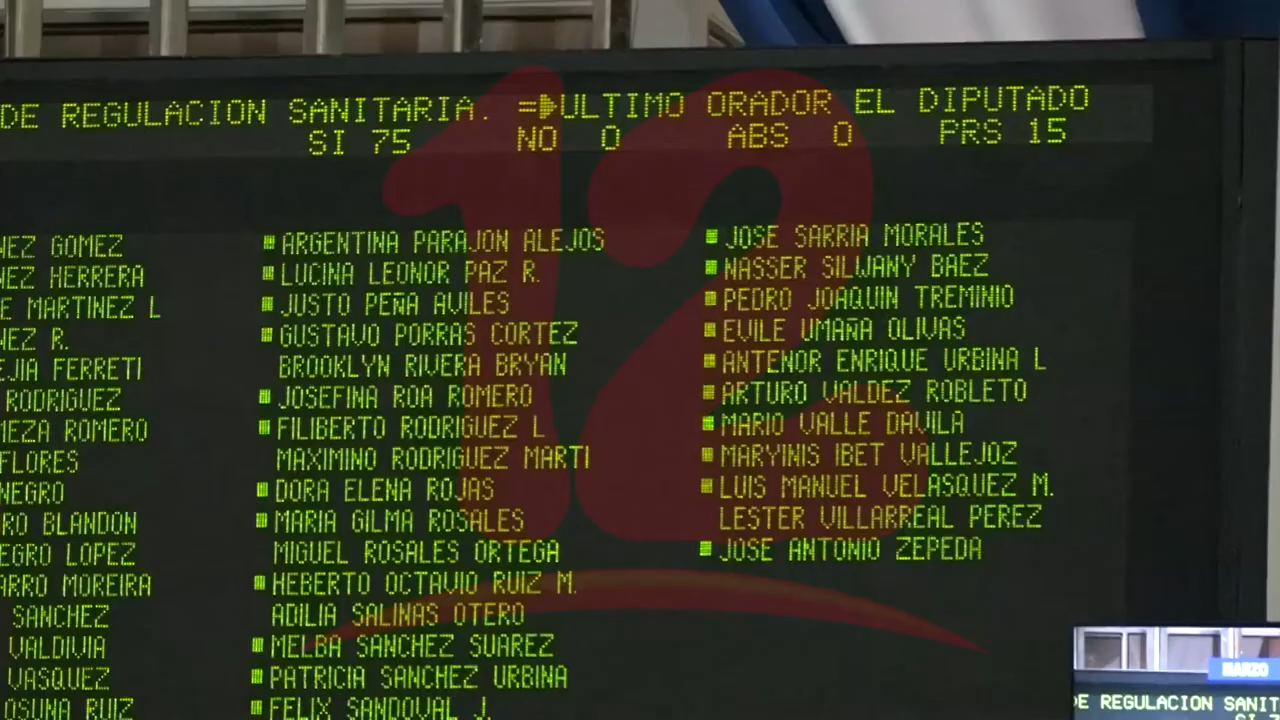 DE REGULACION SANITARIA. => ULTIMO ORADOR EL DIPUTADO
SI 75 NO 0 ABS 0 PRS 15
NEZ GOMEZ
NEZ HERRERA
E MARTINEZ L
NEZ R.
EJIA FERRETI
RODRIGUEZ
MEZA ROMERO
FLORES
NEGRO
RO BLANDON
EGRO LOPEZ
ARRO MOREIRA
SANCHEZ
VALDIVIA
VASQUEZ
OSUNA RUIZ
ARGENTINA PARAJON ALEJOS
LUCINA LEONOR PAZ R.
JUSTO PEÑA AVILES
GUSTAVO PORRAS CORTEZ
BROOKLYN RIVERA BRYAN
JOSEFINA ROA ROMERO
FILIBERTO RODRIGUEZ L
MAXIMINO RODRIGUEZ MARTI
DORA ELENA ROJAS
MARIA GILMA ROSALES
MIGUEL ROSALES ORTEGA
HEBERTO OCTAVIO RUIZ M.
ADILIA SALINAS OTERO
MELBA SANCHEZ SUAREZ
PATRICIA SANCHEZ URBINA
FELIX SANDOVAL J.
JOSE SARRIA MORALES
NASSER SILWANY BAEZ
PEDRO JOAQUIN TREMINIO
EVILE UMAÑA OLIVAS
ANTENOR ENRIQUE URBINA L
ARTURO VALDEZ ROBLETO
MARIO VALLE DAVILA
MARYINIS IBET VALLEJOZ
LUIS MANUEL VELASQUEZ M.
LESTER VILLARREAL PEREZ
JOSE ANTONIO ZEPEDA
12
MARZO
DE REGULACION SANIT